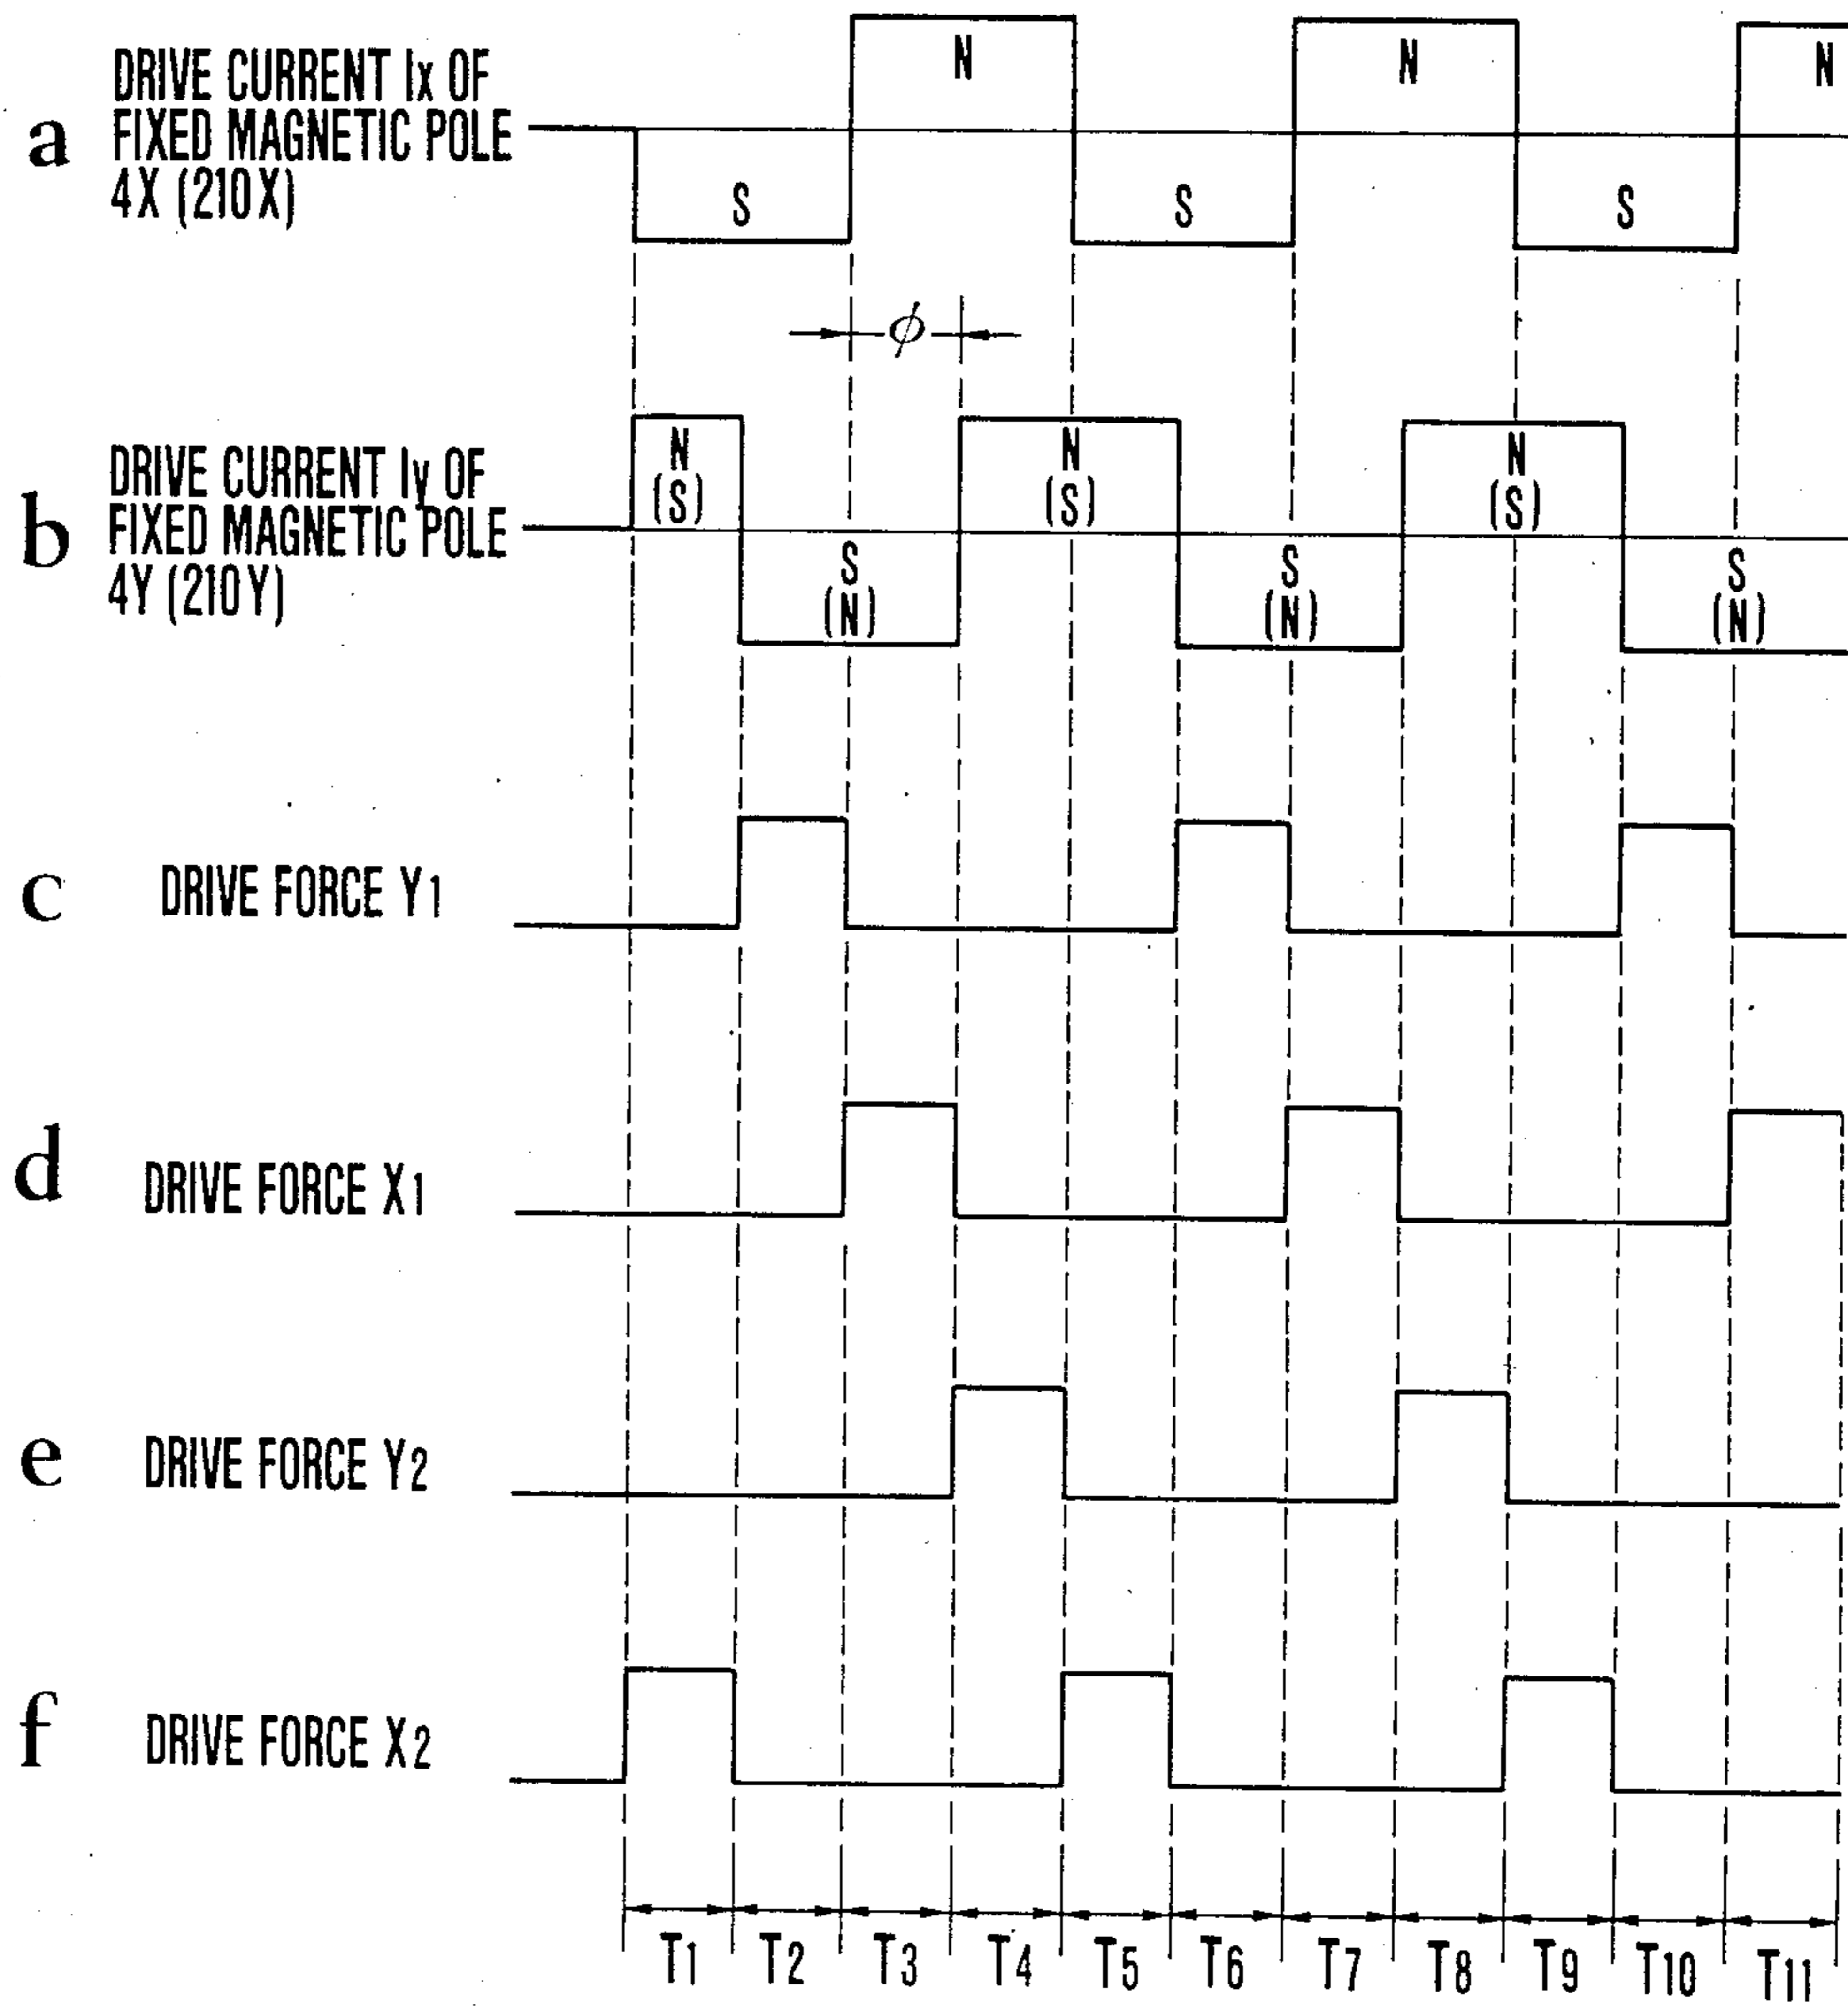 a
DRIVE CURRENT Ix OF
FIXED MAGNETIC POLE
4X (210X)
N
N
N
S
S
S
ϕ
b
DRIVE CURRENT Iy OF
FIXED MAGNETIC POLE
4Y (210Y)
N
(S)
N
(S)
N
(S)
S
(N)
S
(N)
S
(N)
c
DRIVE FORCE Y1
d
DRIVE FORCE X1
e
DRIVE FORCE Y2
f
DRIVE FORCE X2
T1 T2 T3 T4 T5 T6 T7 T8 T9 T10 T11